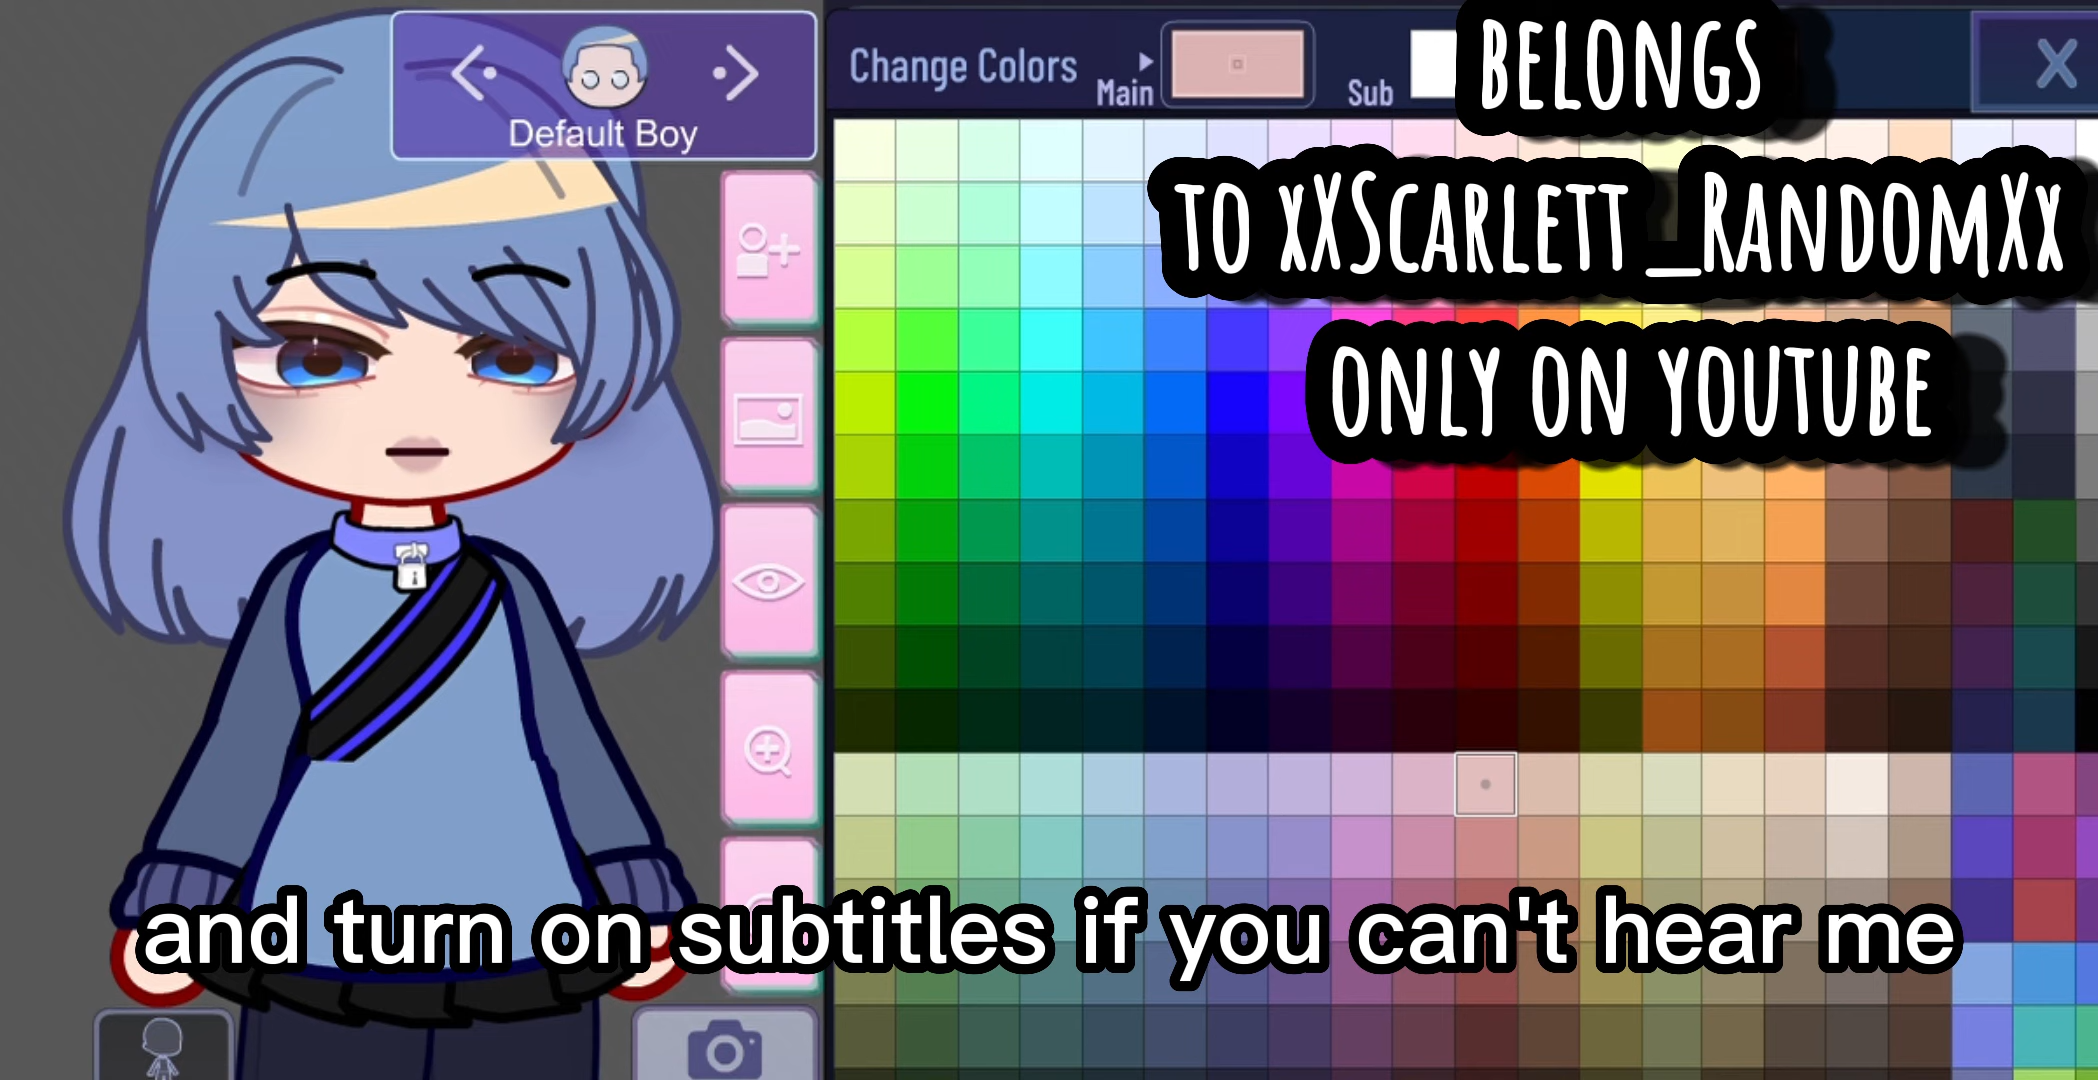 Default Boy
Change Colors
Main
Sub
X
BELONGS
TO xXScarlett_RandomXx
ONLY ON YOUTUBE
and turn on subtitles if you can't hear me